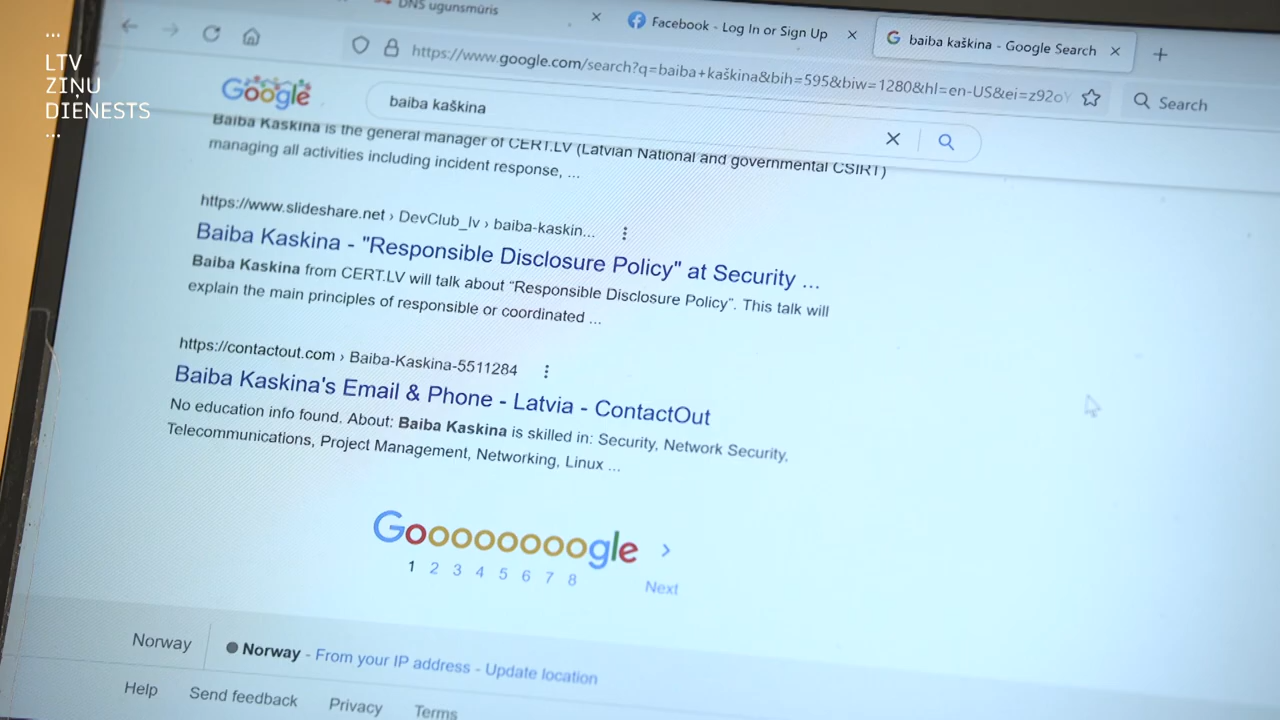 ...
LTV
ZIŅU
DIENESTS
...
DNS ugunsmūris
Facebook - Log In or Sign Up
baiba kaškina - Google Search
https://www.google.com/search?q=baiba+kaškina&bih=595&biw=1280&hl=en-US&ei=z92oY
Search
Google
baiba kaškina
Baiba Kaskina is the general manager of CERT.LV (Latvian National and governmental CSIRT)
managing all activities including incident response, ...
https://www.slideshare.net › DevClub_lv › baiba-kaskin...
Baiba Kaskina - "Responsible Disclosure Policy" at Security ...
Baiba Kaskina from CERT.LV will talk about “Responsible Disclosure Policy”. This talk will
explain the main principles of responsible or coordinated ...
https://contactout.com › Baiba-Kaskina-5511284
Baiba Kaskina's Email & Phone - Latvia - ContactOut
No education info found. About: Baiba Kaskina is skilled in: Security, Network Security,
Telecommunications, Project Management, Networking, Linux ...
Goooooooogle
1 2 3 4 5 6 7 8 Next
Norway
Norway - From your IP address - Update location
Help Send feedback Privacy Terms